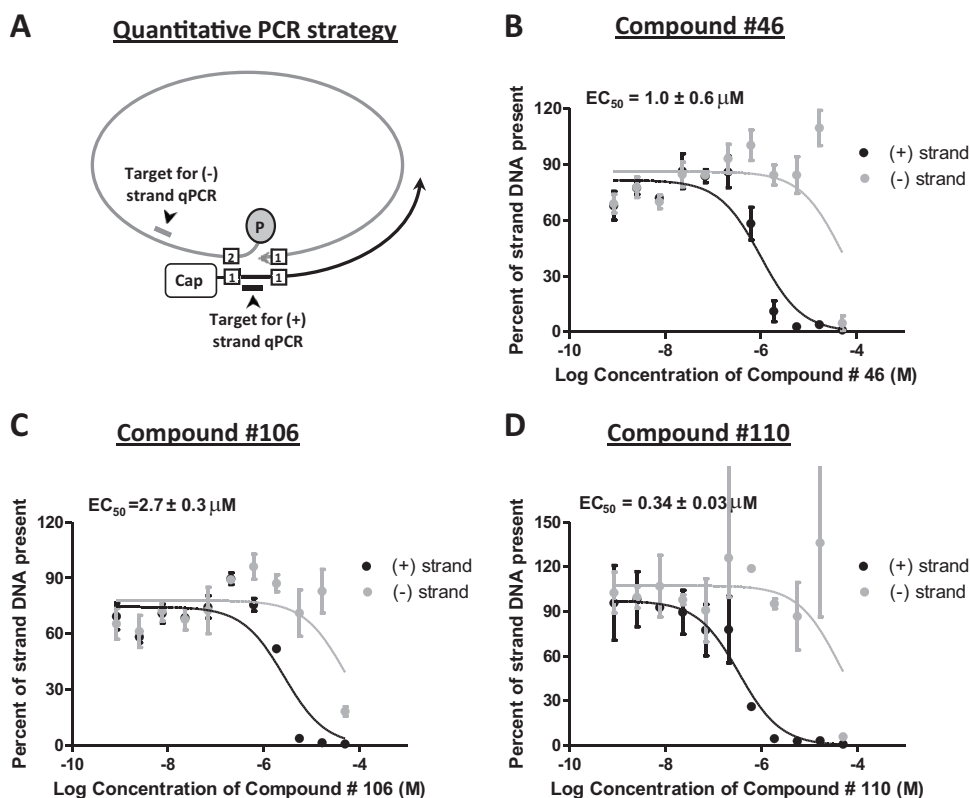 A
Quantitative PCR strategy
Target for (-)
strand qPCR
P
2
1
Cap
1
1
Target for (+)
strand qPCR
B
Compound #46
EC50 = 1.0 ± 0.6 μM
Percent of strand DNA present
120
90
60
30
0
-10
-8
-6
-4
Log Concentration of Compound # 46 (M)
(+) strand
(-) strand
C
Compound #106
EC50 =2.7 ± 0.3 μM
Percent of strand DNA present
120
90
60
30
0
-10
-8
-6
-4
Log Concentration of Compound # 106 (M)
(+) strand
(-) strand
D
Compound #110
EC50 = 0.34 ± 0.03 μM
Percent of strand DNA present
150
120
90
60
30
0
-10
-8
-6
-4
Log Concentration of Compound # 110 (M)
(+) strand
(-) strand